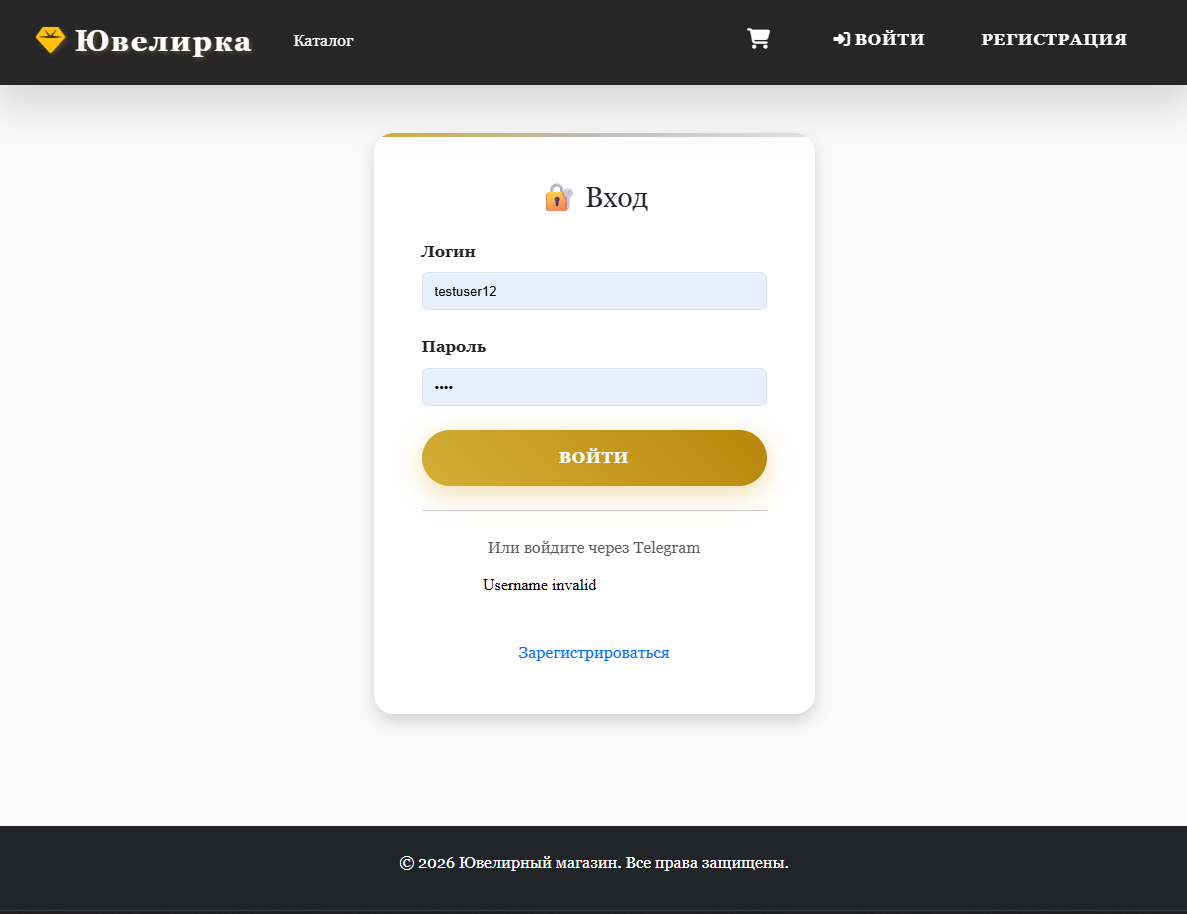 Ювелирка
Каталог
ВОЙТИ
РЕГИСТРАЦИЯ
Вход
Логин
testuser12
Пароль
••••
ВОЙТИ
Или войдите через Telegram
Username invalid
Зарегистрироваться
© 2026 Ювелирный магазин. Все права защищены.